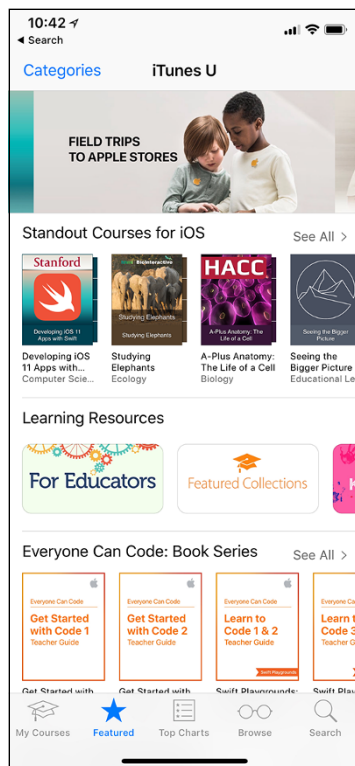 10:42
Search
Categories
iTunes U
FIELD TRIPS
TO APPLE STORES
Standout Courses for iOS
See All >
Stanford
Developing iOS 11
Apps with Swift
Developing iOS
11 Apps with...
Computer Scie...
BioInteractive
Studying Elephants
Studying Elephants
Studying
Elephants
Ecology
HACC
A-Plus Anatomy: The
Life of a Cell
A-Plus Anatomy:
The Life of a Cell
Biology
Seeing the Bigger
Picture
Seeing the
Bigger Picture
Educational Le
Learning Resources
For Educators
Featured Collections
K
Everyone Can Code: Book Series
See All >
Everyone Can Code
Get Started
with Code 1
Teacher Guide
Get Started with
Everyone Can Code
Get Started
with Code 2
Teacher Guide
Get Started with
Everyone Can Code
Learn to
Code 1 & 2
Teacher Guide
Swift Playgrounds
Swift Playgrounds:
Everyone Ca
Learn t
Code 3
Teacher G
Swift Pla
My Courses
Featured
Top Charts
Browse
Search